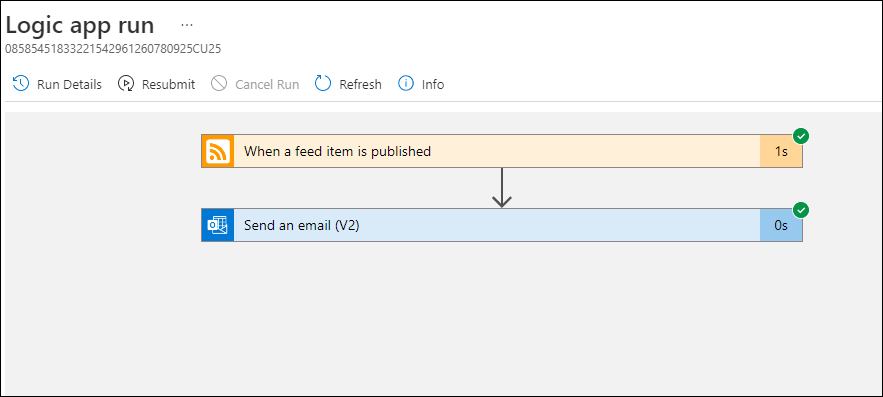 Logic app run ...
08585451833221542961260780925CU25
Run Details Resubmit Cancel Run Refresh Info
When a feed item is published 1s
Send an email (V2) 0s